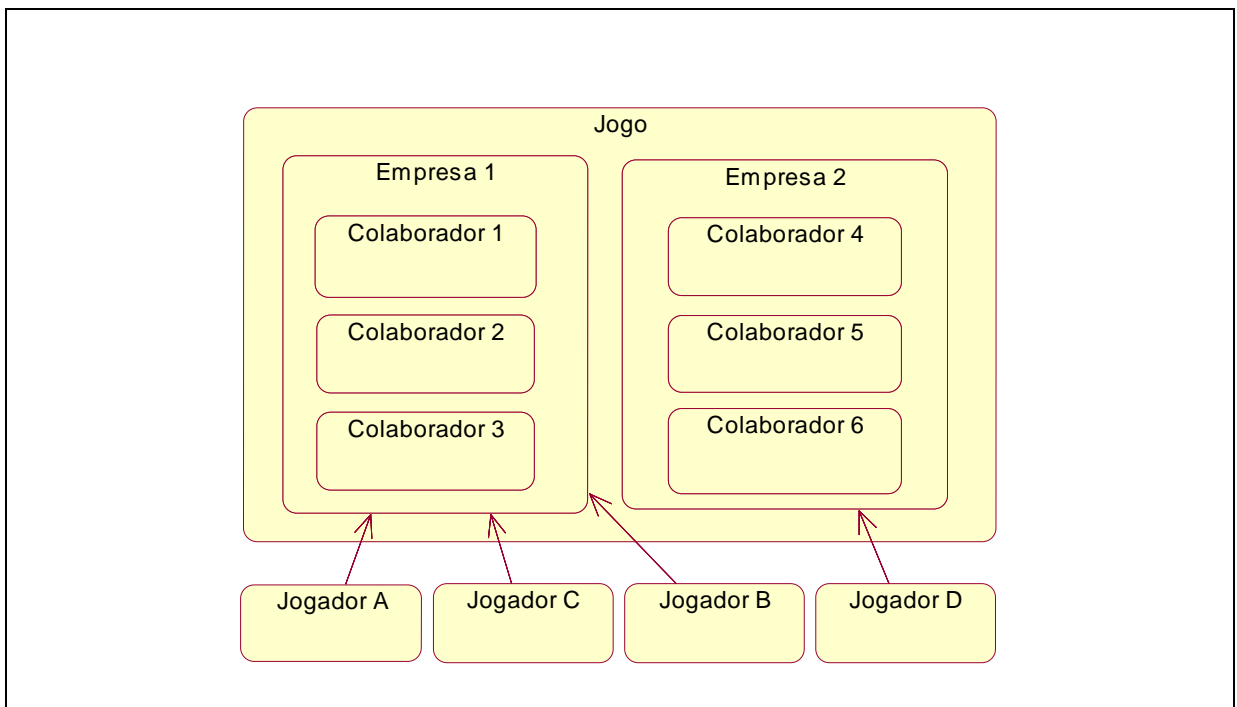 Jogo
Empresa 1
Colaborador 1
Colaborador 2
Colaborador 3
Empresa 2
Colaborador 4
Colaborador 5
Colaborador 6
Jogador A
Jogador C
Jogador B
Jogador D